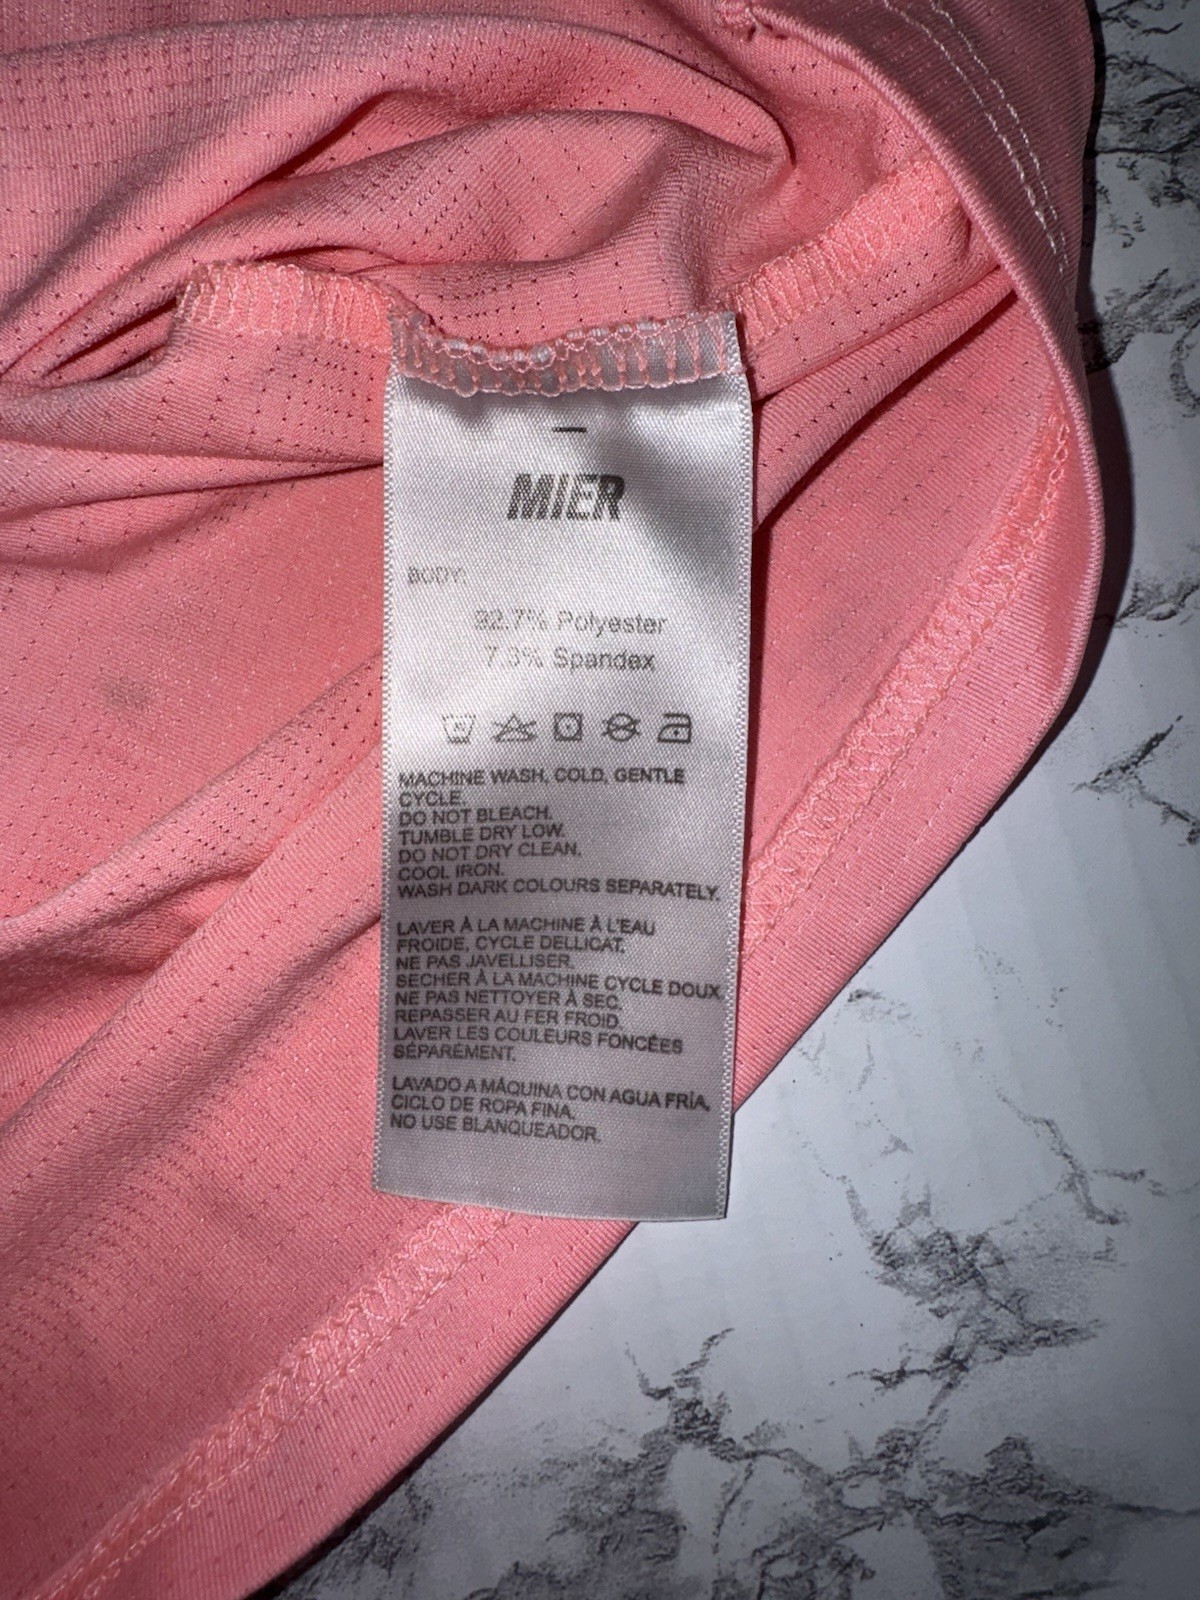 MIER
BODY:
92.7% Polyester
7.3% Spandex
MACHINE WASH, COLD, GENTLE
CYCLE.
DO NOT BLEACH.
TUMBLE DRY LOW.
DO NOT DRY CLEAN.
COOL IRON.
WASH DARK COLOURS SEPARATELY.
LAVER À LA MACHINE À L'EAU
FROIDE, CYCLE DELLICAT.
NE PAS JAVELLISER.
SÉCHER À LA MACHINE CYCLE DOUX
NE PAS NETTOYER À SEC.
REPASSER AU FER FROID.
LAVER LES COULEURS FONCÉES
SÉPARÉMENT.
LAVADO A MÁQUINA CON AGUA FRÍA,
CICLO DE ROPA FINA.
NO USE BLANQUEADOR.